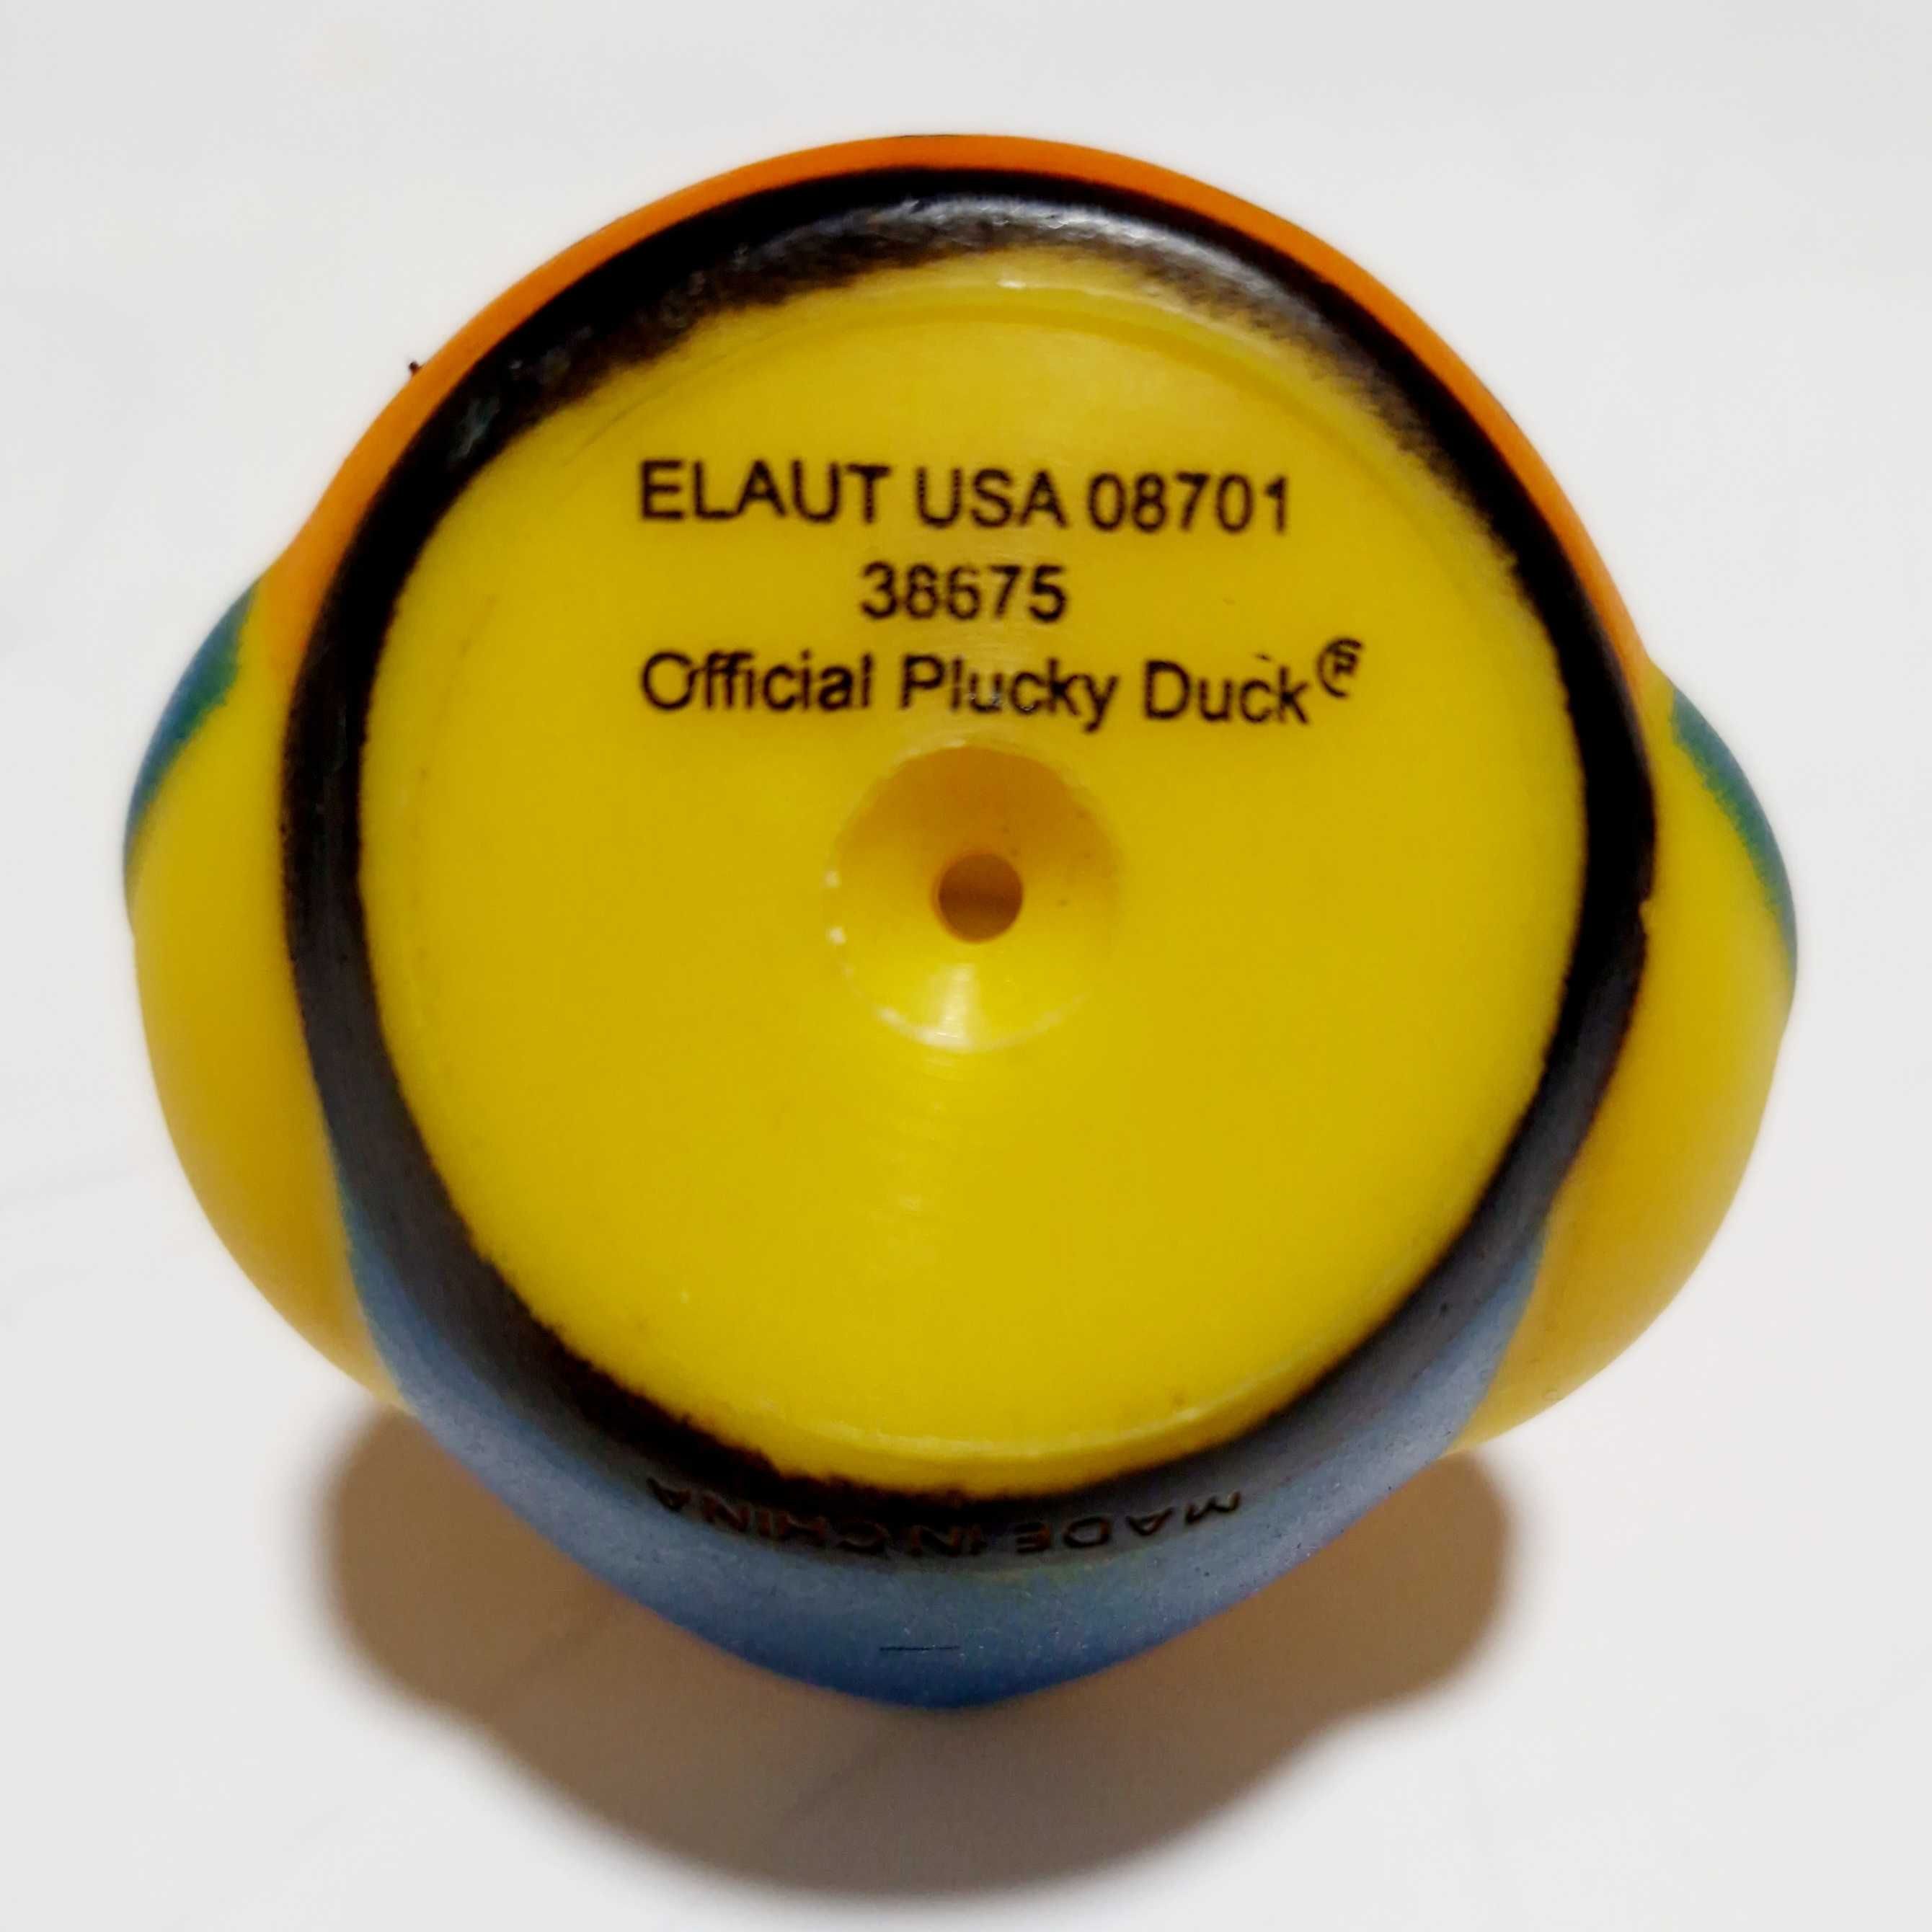 ELAUT USA 08701
38675
Official Plucky Duck®
MADE IN CHINA